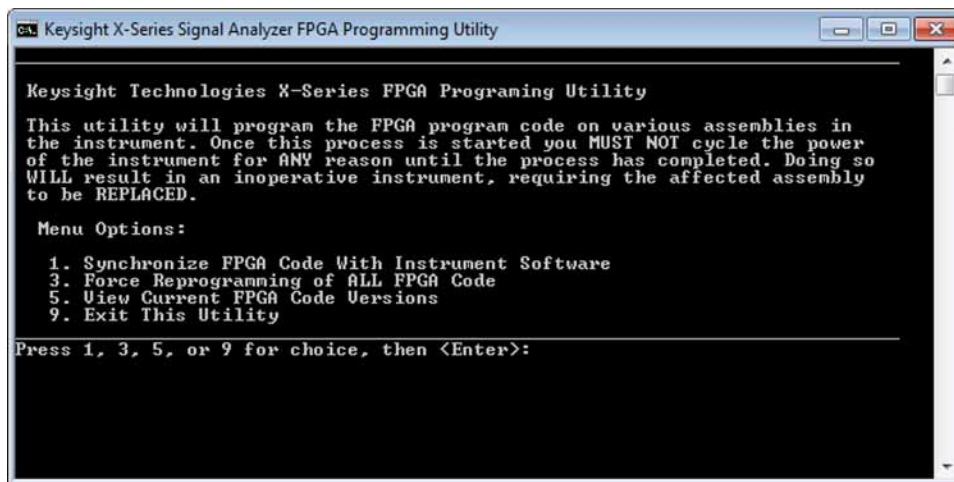 Keysight X-Series Signal Analyzer FPGA Programming Utility
Keysight Technologies X-Series FPGA Programing Utility
This utility will program the FPGA program code on various assemblies in
the instrument. Once this process is started you MUST NOT cycle the power
of the instrument for ANY reason until the process has completed. Doing so
WILL result in an inoperative instrument, requiring the affected assembly
to be REPLACED.
Menu Options:
1. Synchronize FPGA Code With Instrument Software
3. Force Reprogramming of ALL FPGA Code
5. View Current FPGA Code Versions
9. Exit This Utility
Press 1, 3, 5, or 9 for choice, then <Enter>: